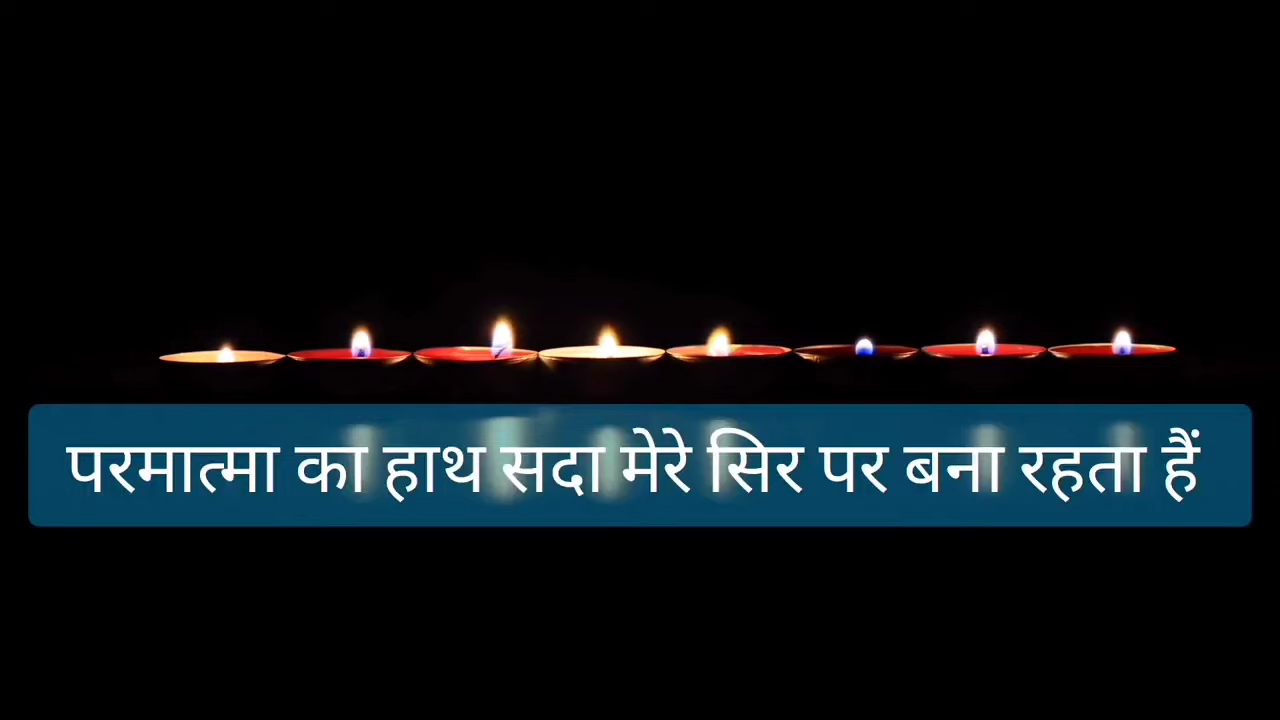 परमात्मा का हाथ सदा मेरे सिर पर बना रहता हैं